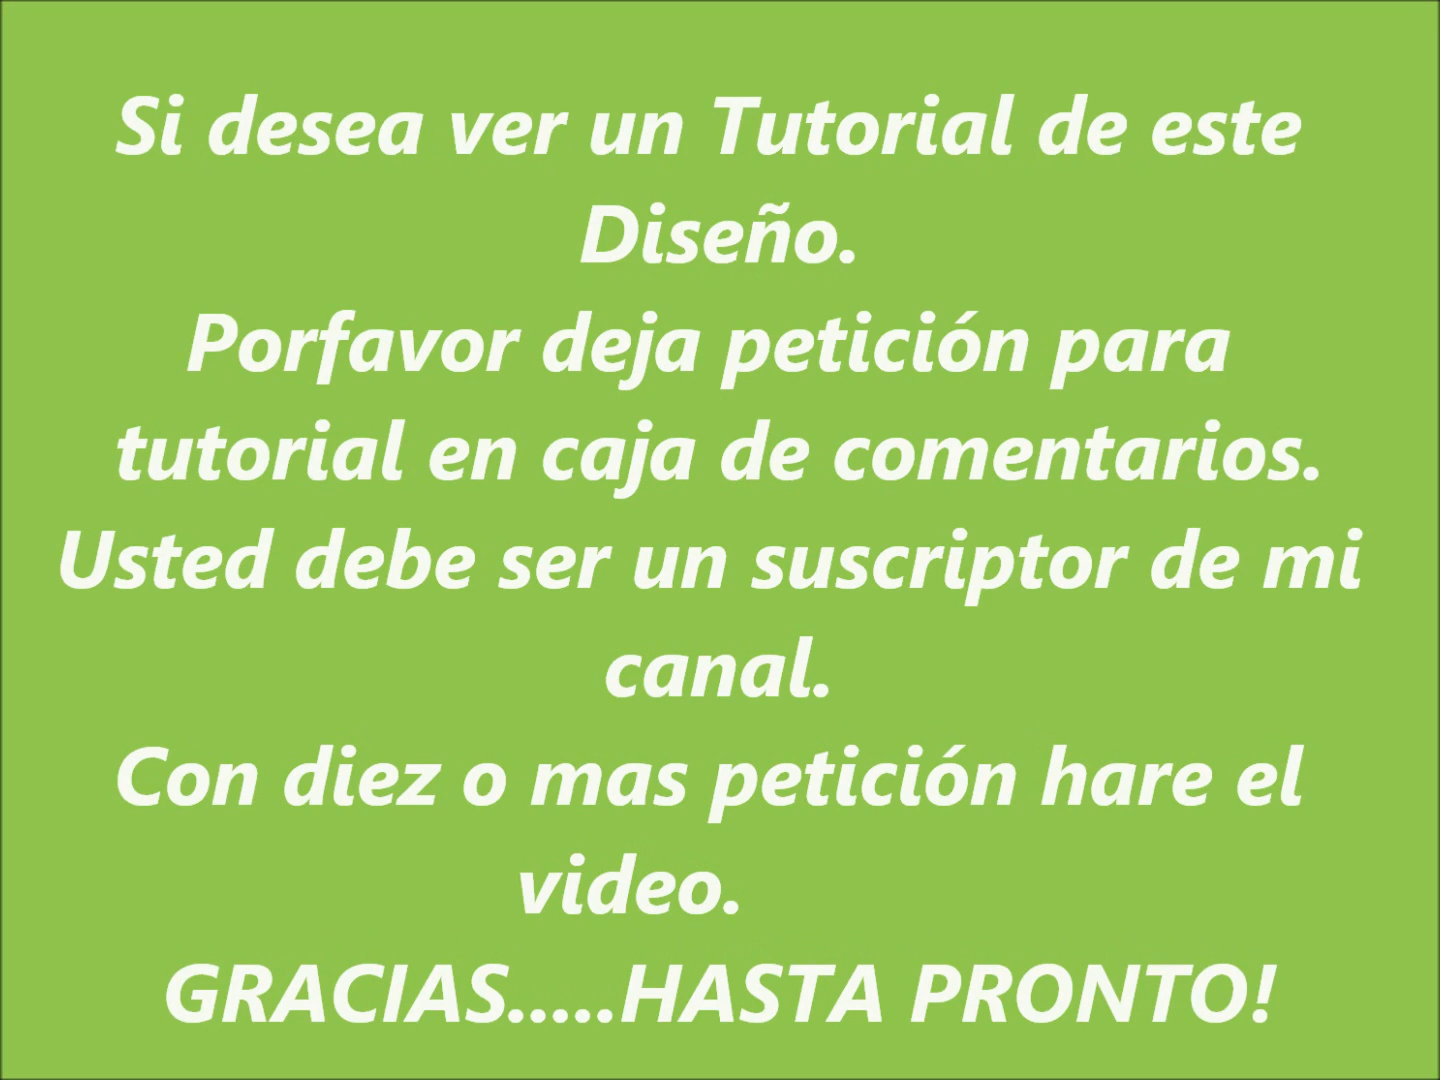 Si desea ver un Tutorial de este
Diseño.
Porfavor deja petición para
tutorial en caja de comentarios.
Usted debe ser un suscriptor de mi
canal.
Con diez o mas petición hare el
video.
GRACIAS.....HASTA PRONTO!